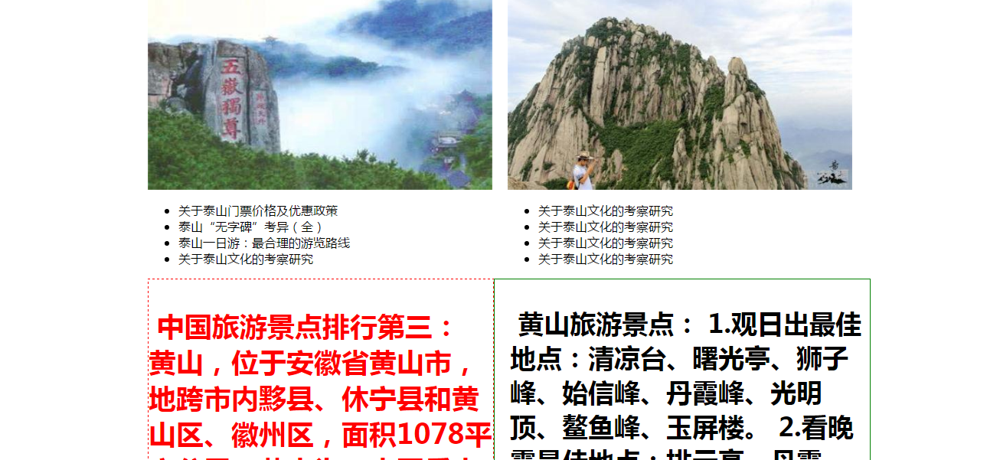 五嶽獨尊
关于泰山门票价格及优惠政策
泰山“无字碑”考异（全）
泰山一日游：最合理的游览路线
关于泰山文化的考察研究
关于泰山文化的考察研究
关于泰山文化的考察研究
关于泰山文化的考察研究
关于泰山文化的考察研究
中国旅游景点排行第三：
黄山，位于安徽省黄山市，
地跨市内黟县、休宁县和黄
山区、徽州区，面积1078平
黄山旅游景点： 1.观日出最佳
地点：清凉台、曙光亭、狮子
峰、始信峰、丹霞峰、光明
顶、鳌鱼峰、玉屏楼。 2.看晚
霞最佳地点：排云亭、丹霞